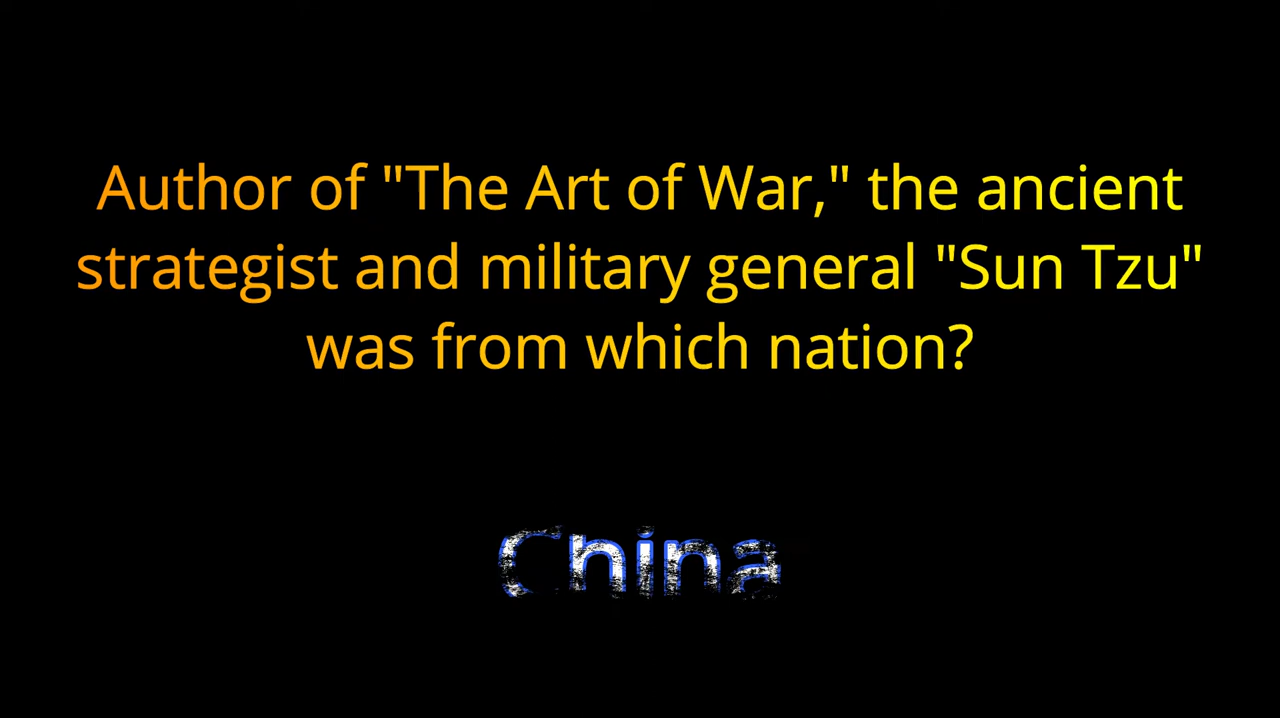 Author of "The Art of War," the ancient
strategist and military general "Sun Tzu"
was from which nation?
China